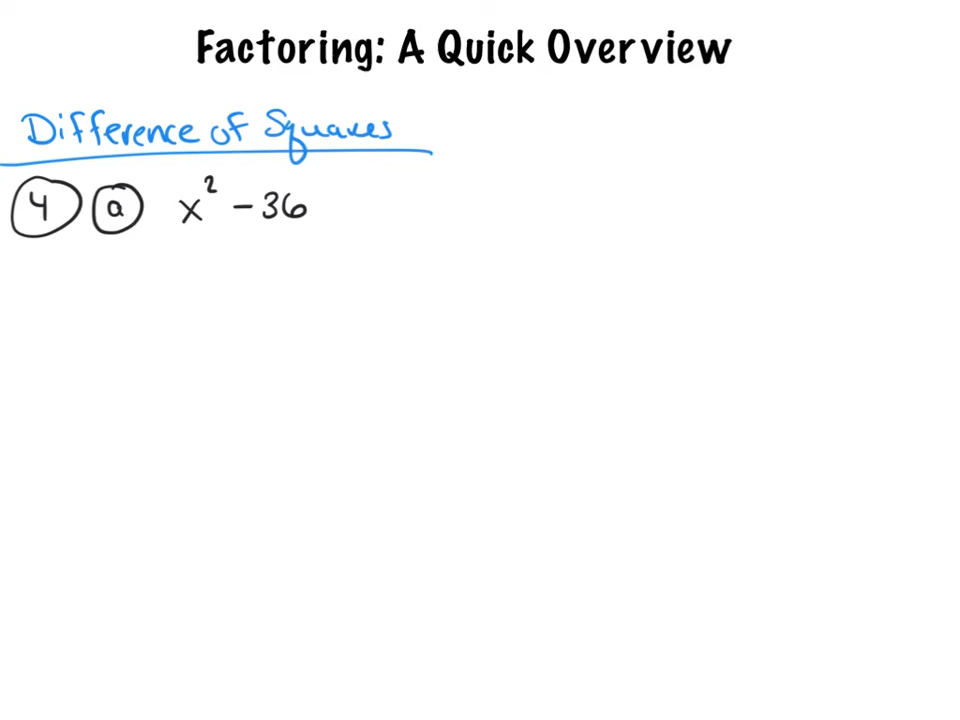 Factoring: A Quick Overview
Difference of Squares
4 a x² - 36